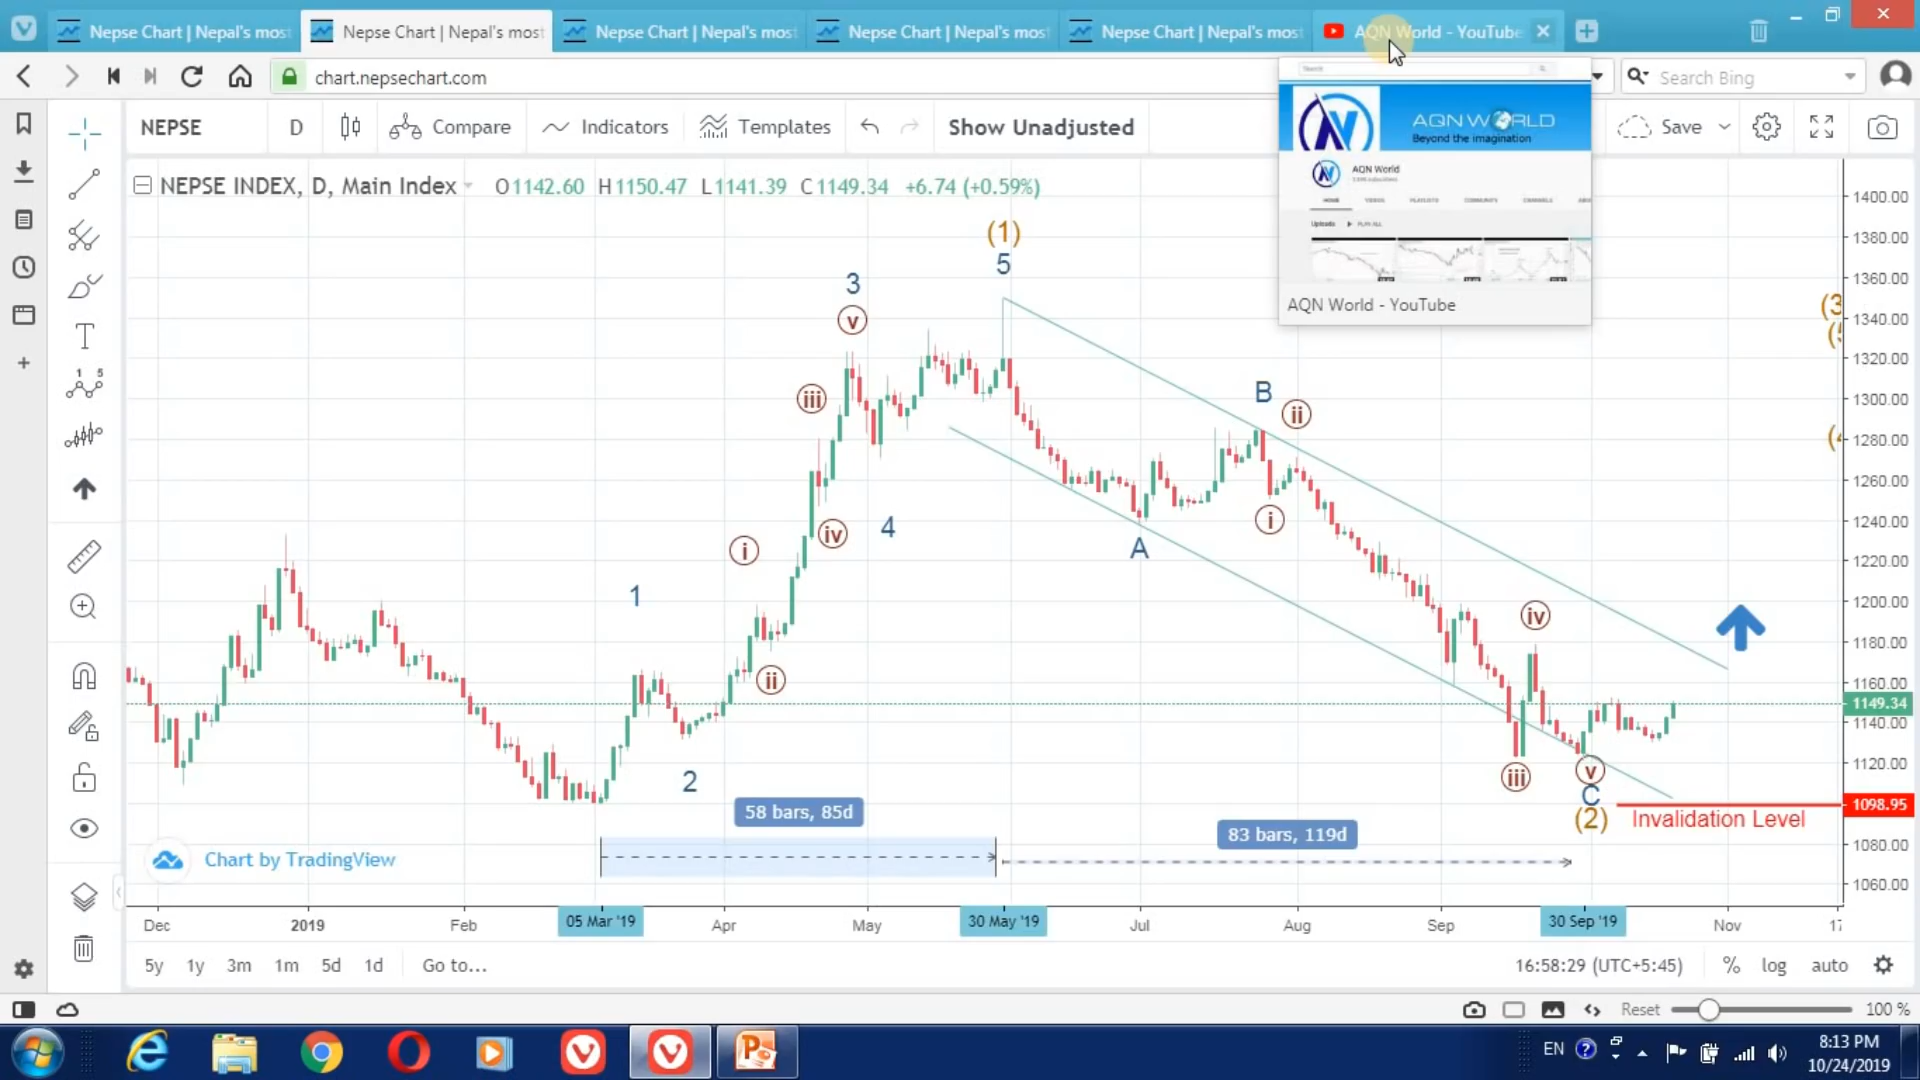 Nepse Chart | Nepal's most
Nepse Chart | Nepal's most
Nepse Chart | Nepal's most
Nepse Chart | Nepal's most
Nepse Chart | Nepal's most
AQN World - YouTube
chart.nepsechart.com
Search Bing
NEPSE
D
Compare
Indicators
Templates
Show Unadjusted
Save
AQN WORLD
Beyond the imagination
AQN World
HOME
VIDEOS
PLAYLISTS
COMMUNITY
CHANNELS
Uploads
PLAY ALL
AQN World - YouTube
NEPSE INDEX, D, Main Index
O1142.60 H1150.47 L1141.39 C1149.34 +6.74 (+0.59%)
(1)
5
3
v
iii
i
iv
4
1
ii
2
B
ii
i
A
iv
iii
v
C
(2)
Invalidation Level
58 bars, 85d
83 bars, 119d
Chart by TradingView
1400.00
1380.00
1360.00
1340.00
1320.00
1300.00
1280.00
1260.00
1240.00
1220.00
1200.00
1180.00
1160.00
1149.34
1140.00
1120.00
1098.95
1080.00
1060.00
Dec
2019
Feb
05 Mar '19
Apr
May
30 May '19
Jul
Aug
Sep
30 Sep '19
Nov
5y
1y
3m
1m
5d
1d
Go to...
16:58:29 (UTC+5:45)
%
log
auto
Reset
100 %
EN
8:13 PM
10/24/2019